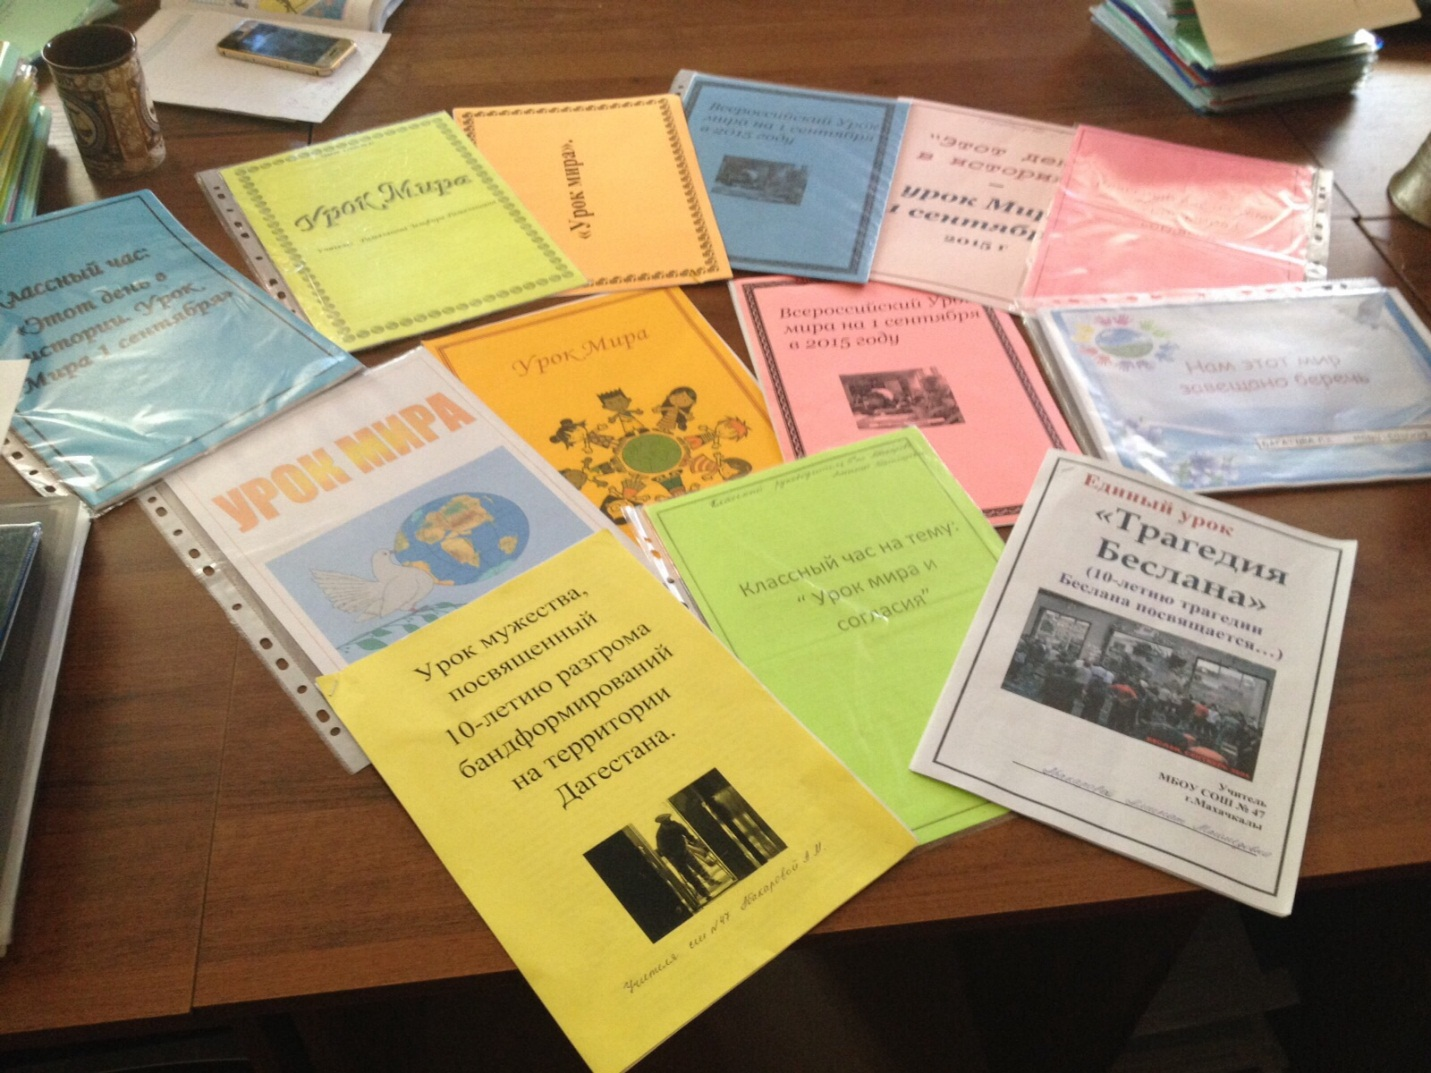 Урок Мира
«Урок мира».
Всероссийский Урок
мира на 1 сентября
в 2015 году
«Этот
в истории
–
урок
1 сентября
2015 г
Классный час:
«Этот день в
истории. Урок
Мира 1 сентября»
Урок Мира
Всероссийский Урок
мира на 1 сентября
в 2015 году
Нам этот мир
завещано беречь
УРОК МИРА
Классный час на тему:
“ Урок мира и
согласия”
Единый урок
«Трагедия
Беслана»
(10-летию трагедии
Беслана посвящается…)
Учитель
МБОУ СОШ № 47
г.Махачкалы
Урок мужества,
посвященный
10-летию разгрома
бандформирований
на территории
Дагестана.
Учителя сш №47